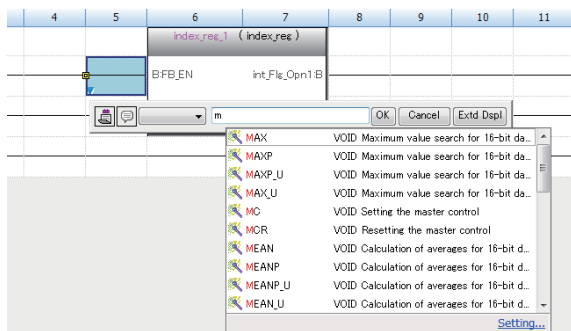 4 5 6 7 8 9 10 11
index_reg_1 (index_reg)
B:FB_EN int_Flg_Opn1:B
m OK Cancel Extd Dspl
MAX VOID Maximum value search for 16-bit da...
MAXP VOID Maximum value search for 16-bit da...
MAXP_U VOID Maximum value search for 16-bit da...
MAX_U VOID Maximum value search for 16-bit da...
MC VOID Setting the master control
MCR VOID Resetting the master control
MEAN VOID Calculation of averages for 16-bit d...
MEANP VOID Calculation of averages for 16-bit d...
MEANP_U VOID Calculation of averages for 16-bit d...
MEAN_U VOID Calculation of averages for 16-bit d...
Setting...